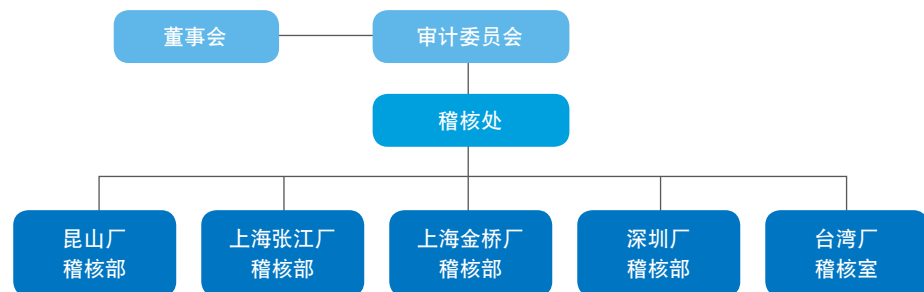 董事会
审计委员会
稽核处
昆山厂
稽核部
上海张江厂
稽核部
上海金桥厂
稽核部
深圳厂
稽核部
台湾厂
稽核室